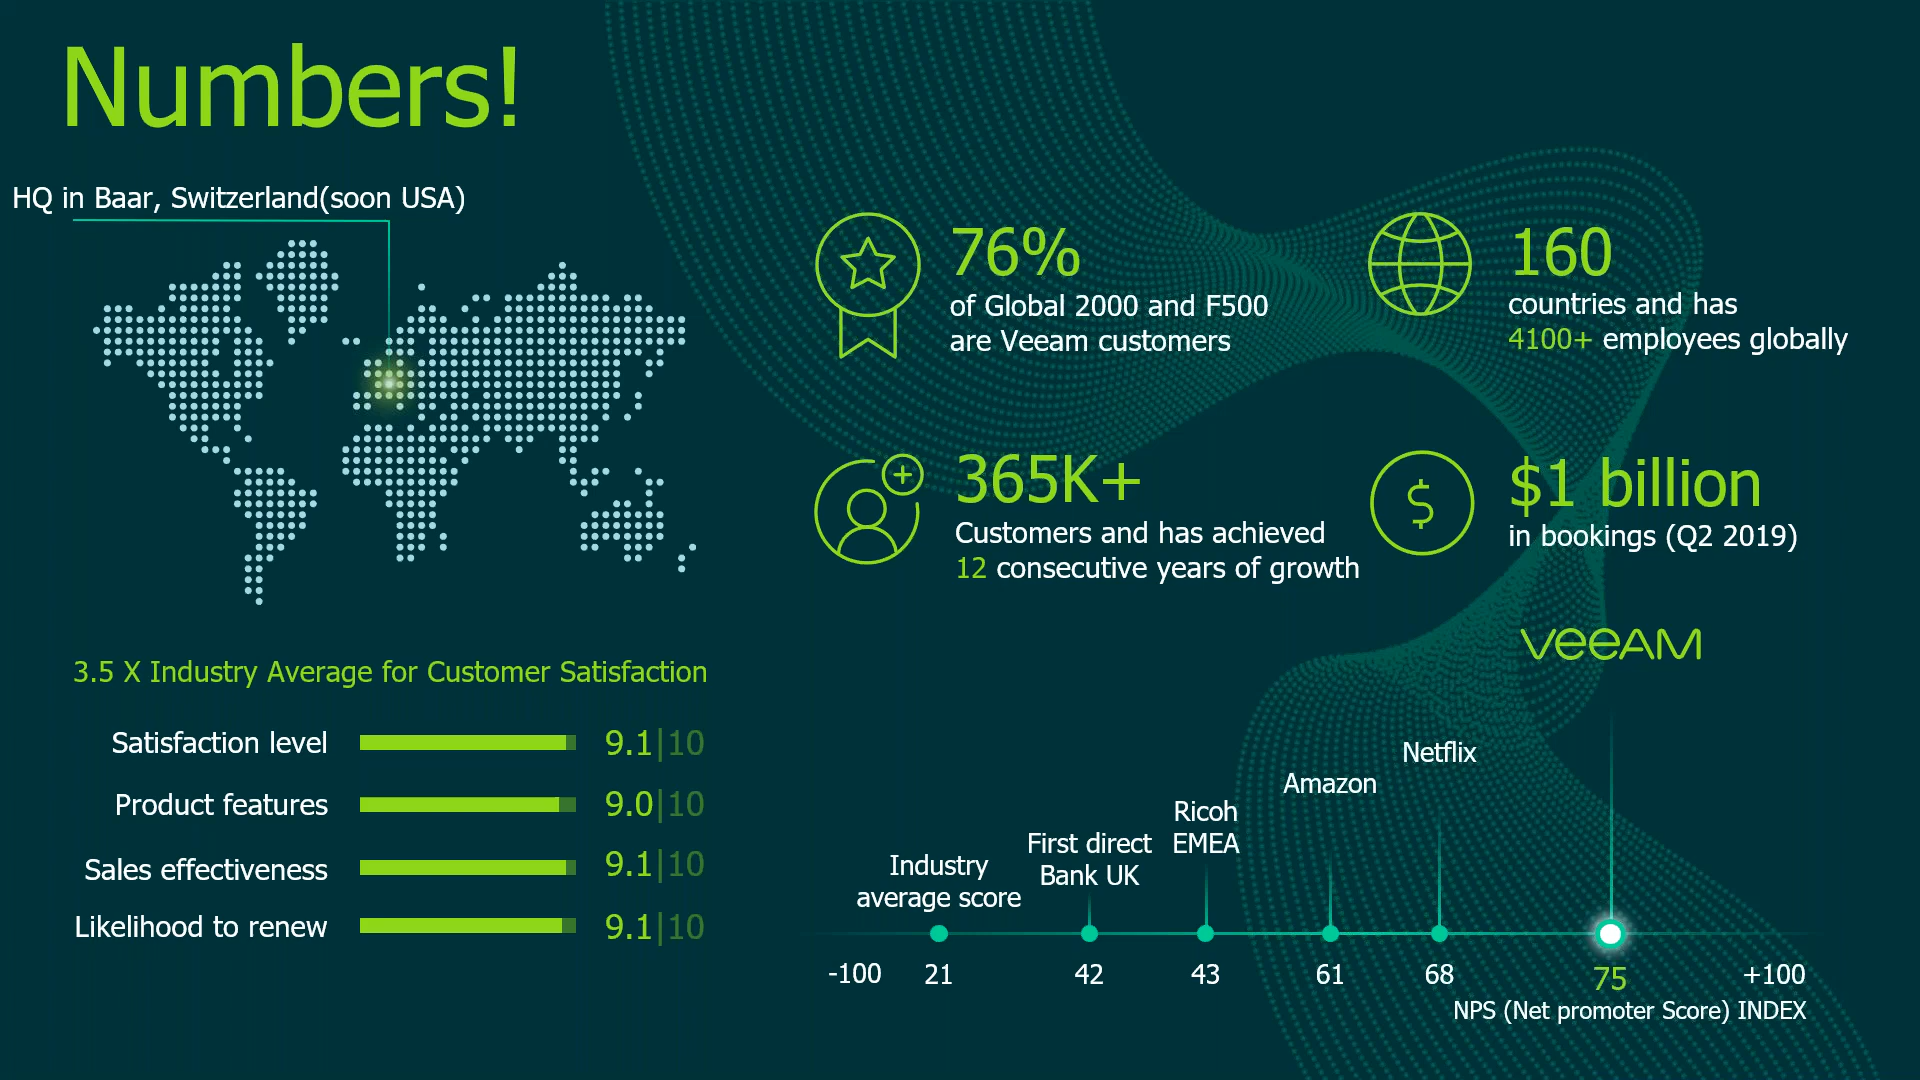 Numbers!
HQ in Baar, Switzerland(soon USA)
76%
of Global 2000 and F500
are Veeam customers
160
countries and has
4100+ employees globally
365K+
Customers and has achieved
12 consecutive years of growth
$1 billion
in bookings (Q2 2019)
3.5 X Industry Average for Customer Satisfaction
Satisfaction level 9.1|10
Product features 9.0|10
Sales effectiveness 9.1|10
Likelihood to renew 9.1|10
VEEAM
Netflix
Amazon
Ricoh
EMEA
First direct
Bank UK
Industry
average score
-100 21 42 43 61 68 75 +100
NPS (Net promoter Score) INDEX